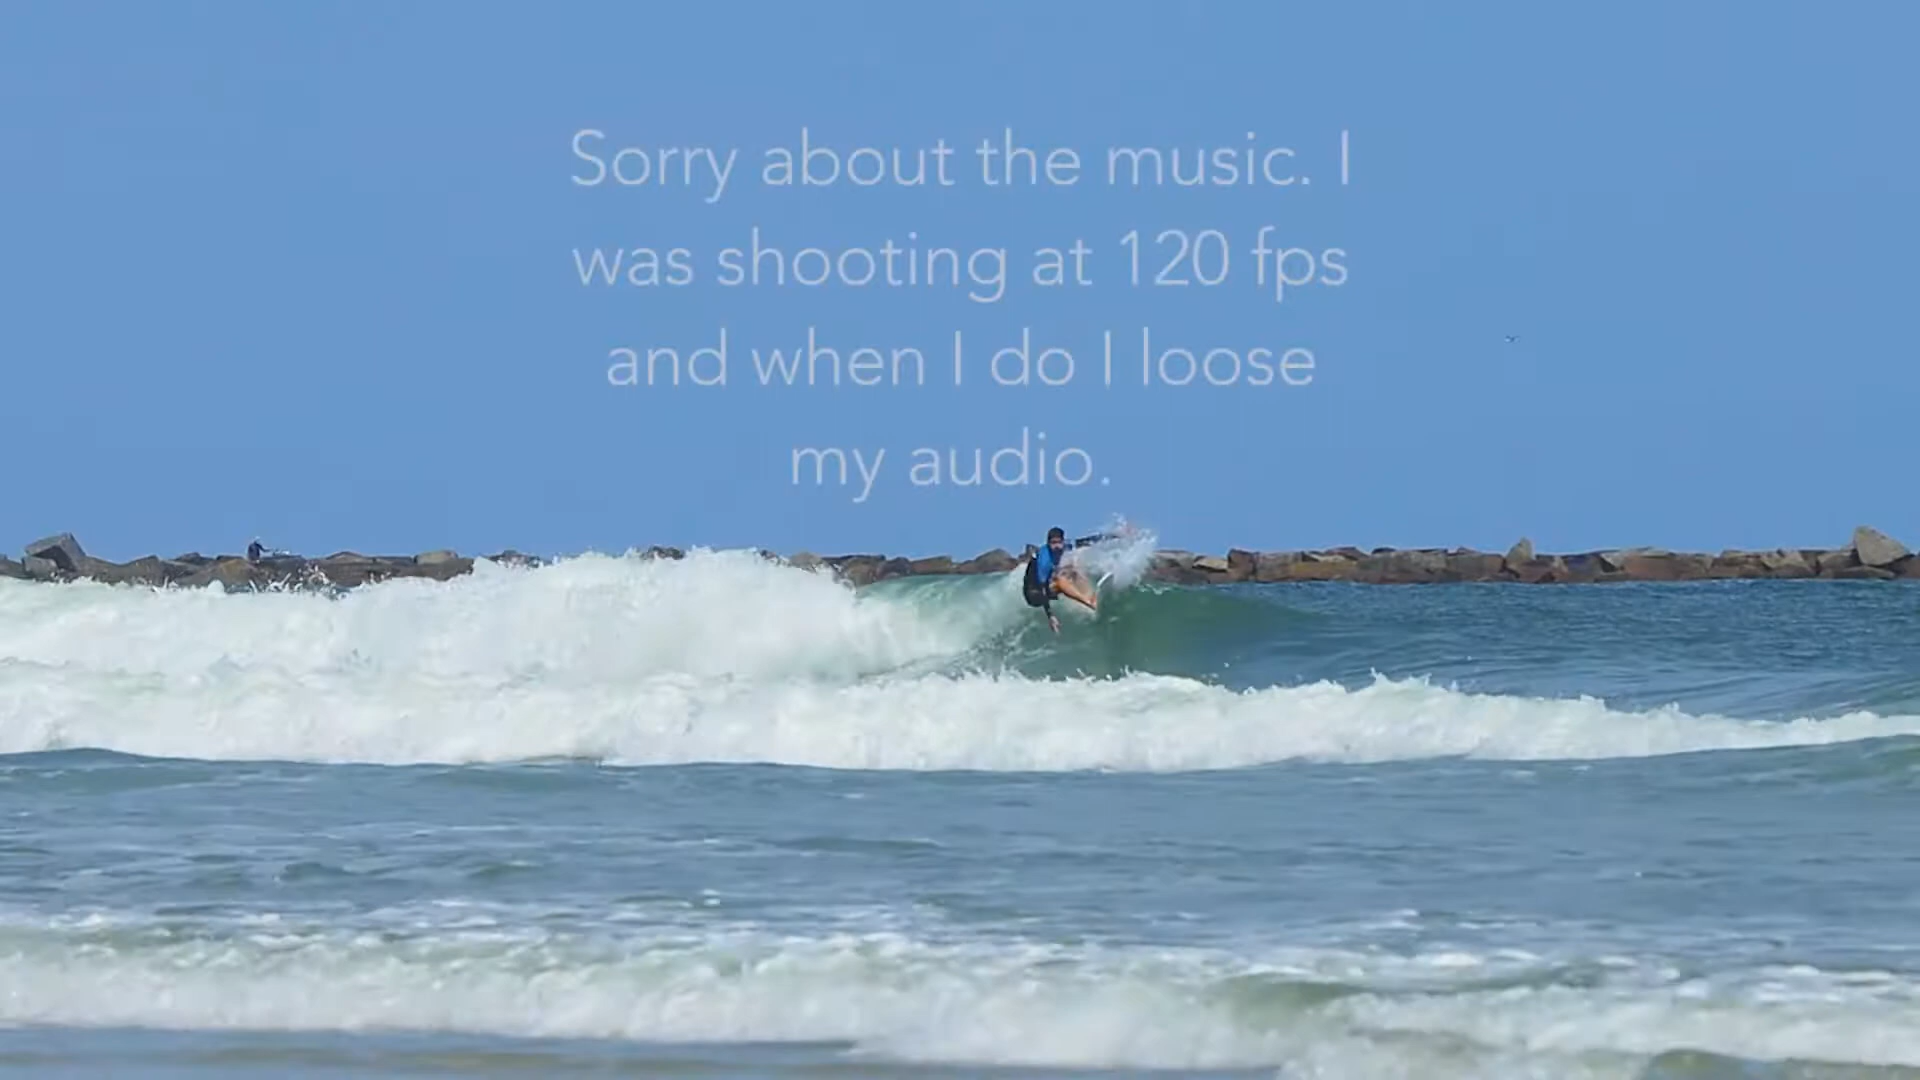 Sorry about the music. I
was shooting at 120 fps
and when I do I loose
my audio.